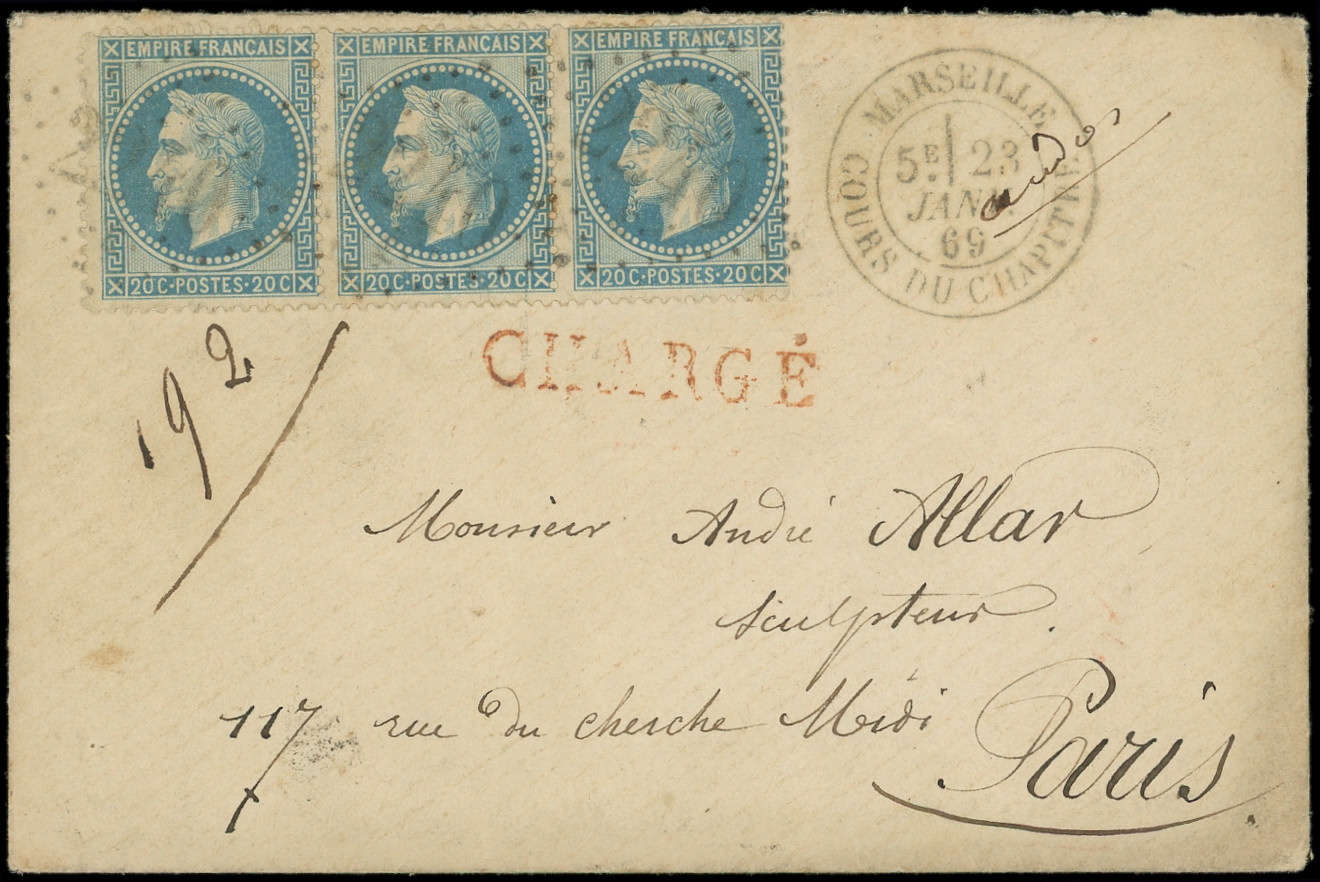 EMPIRE FRANCAIS EMPIRE FRANCAIS EMPIRE FRANCAIS
20C·POSTES·20C 20C·POSTES·20C 20C·POSTES·20C
MARSEILLE
5E 23
JANV.
69
COURS DU CHAPITRE
192
CHARGÉ
Monsieur André Allar
Sculpteur.
117 rue du cherche Midi
Paris